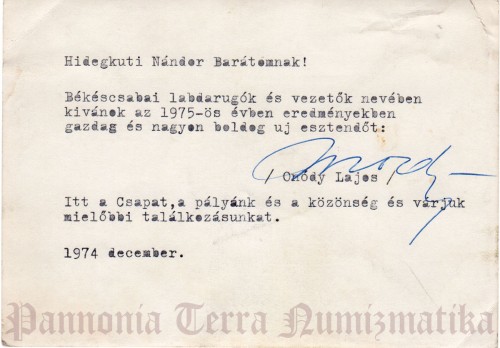 Hidegkuti Nándor Barátomnak!
Békéscsabai labdarugók és vezetők nevében
kivánok az 1975-ös évben eredményekben
gazdag és nagyon boldog uj esztendőt:
/ Onódy Lajos /
Itt a Csapat,a pályánk és a közönség és várjuk
mielőbbi találkozásunkat.
1974 december.
Pannonia Terra Numizmatika